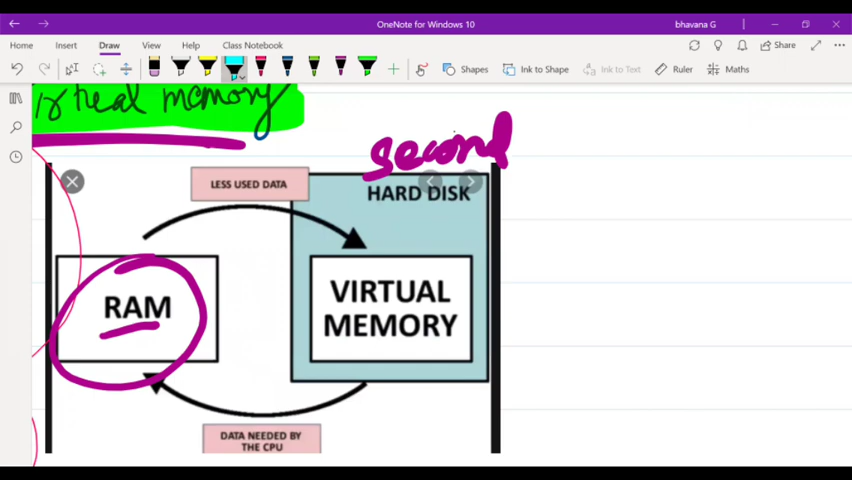 OneNote for Windows 10
bhavana G
Home Insert Draw View Help Class Notebook
Share
Shapes Ink to Shape Ink to Text Ruler Maths
memory
second
LESS USED DATA
HARD DISK
RAM
VIRTUAL
MEMORY
DATA NEEDED BY
THE CPU